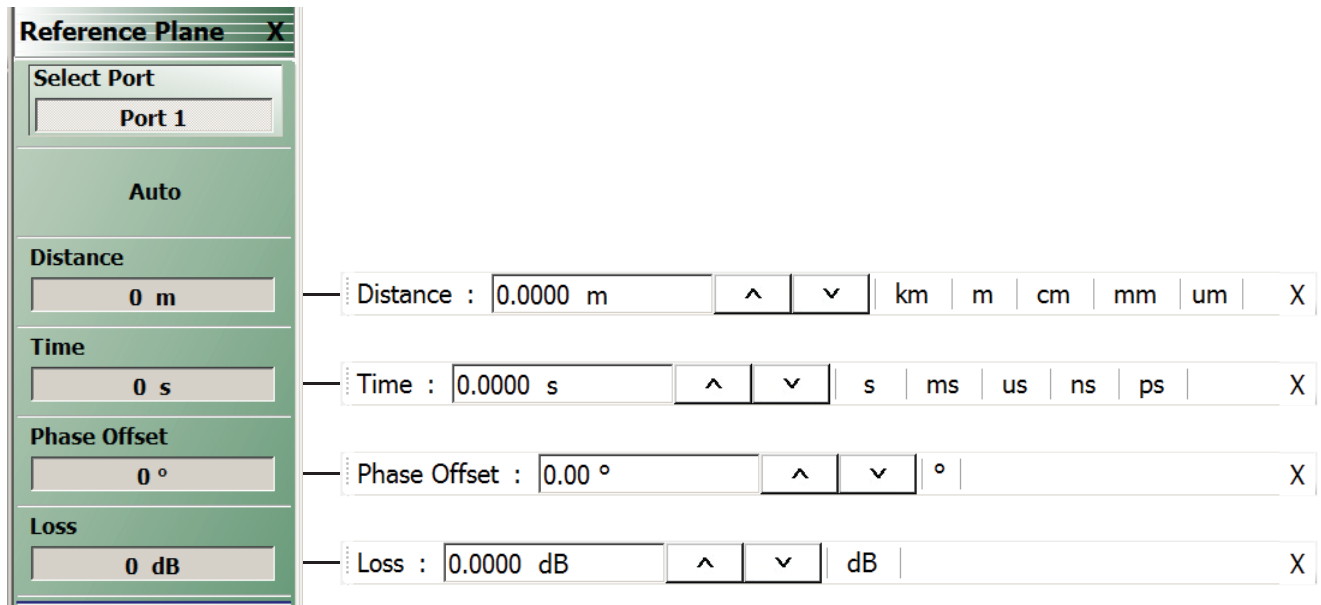 Reference Plane X
Select Port
Port 1
Auto
Distance
0 m
Distance : 0.0000 m ^ v km m cm mm um X
Time
0 s
Time : 0.0000 s ^ v s ms us ns ps X
Phase Offset
0 °
Phase Offset : 0.00 ° ^ v ° X
Loss
0 dB
Loss : 0.0000 dB ^ v dB X